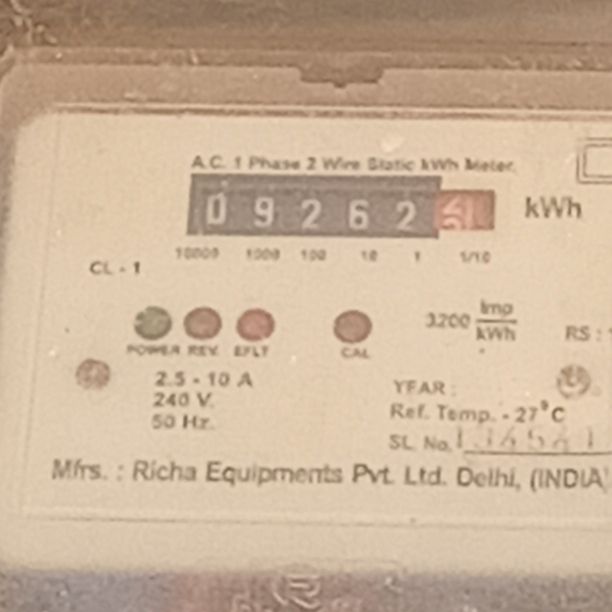 A.C. 1 Phase 2 Wire Static kWh Meter.
0 9 2 6 2 kWh
10000 1000 100 10 1 1/10
CL - 1
3200 Imp/kWh
RS :
POWER REV. EFLT CAL
2.5 - 10 A
240 V.
50 Hz.
YEAR :
Ref. Temp. - 27°C
SL. No.
Mfrs. : Richa Equipments Pvt. Ltd. Delhi, (INDIA)